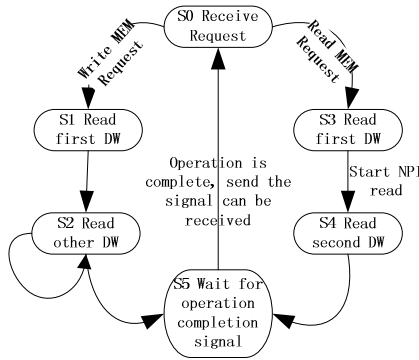 S0 Receive
Request
Write MEM
Request
Read MEM
Request
S1 Read
first DW
S3 Read
first DW
Operation is
complete, send the
signal can be
received
Start NPI
read
S2 Read
other DW
S4 Read
second DW
S5 Wait for
operation
completion
signal